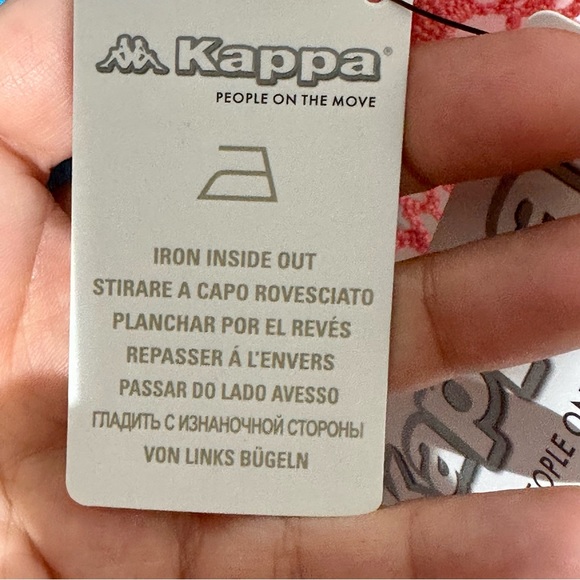 Kappa®
PEOPLE ON THE MOVE
IRON INSIDE OUT
STIRARE A CAPO ROVESCIATO
PLANCHAR POR EL REVÉS
REPASSER Á L'ENVERS
PASSAR DO LADO AVESSO
ГЛАДИТЬ С ИЗНАНОЧНОЙ СТОРОНЫ
VON LINKS BÜGELN